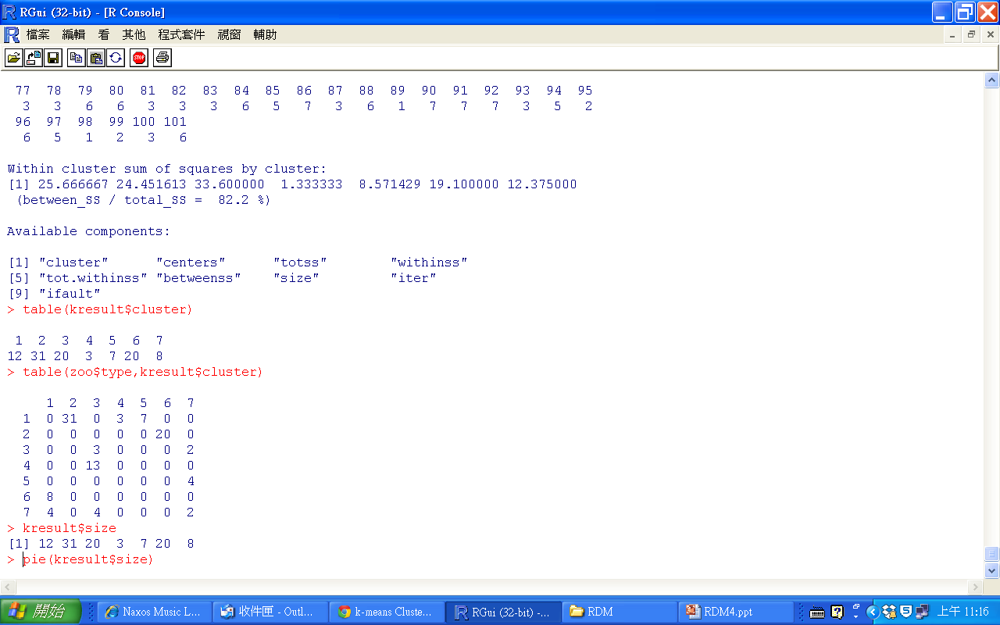 RGui (32-bit) - [R Console]
檔案 編輯 看 其他 程式套件 視窗 輔助
STOP
77 78 79 80 81 82 83 84 85 86 87 88 89 90 91 92 93 94 95
3 3 6 6 3 3 3 6 5 7 3 6 1 7 7 7 3 5 2
96 97 98 99 100 101
6 5 1 2 3 6
Within cluster sum of squares by cluster:
[1] 25.666667 24.451613 33.600000 1.333333 8.571429 19.100000 12.375000
(between_SS / total_SS = 82.2 %)
Available components:
[1] "cluster" "centers" "totss" "withinss"
[5] "tot.withinss" "betweenss" "size" "iter"
[9] "ifault"
> table(kresult$cluster)
1 2 3 4 5 6 7
12 31 20 3 7 20 8
> table(zoo$type,kresult$cluster)
1 2 3 4 5 6 7
1 0 31 0 3 7 0 0
2 0 0 0 0 0 20 0
3 0 0 3 0 0 0 2
4 0 0 13 0 0 0 0
5 0 0 0 0 0 0 4
6 8 0 0 0 0 0 0
7 4 0 4 0 0 0 2
> kresult$size
[1] 12 31 20 3 7 20 8
> pie(kresult$size)
開始 Naxos Music L... 收件匣 - Outl... k-means Cluste... RGui (32-bit) -... RDM RDM4.ppt 上午 11:16